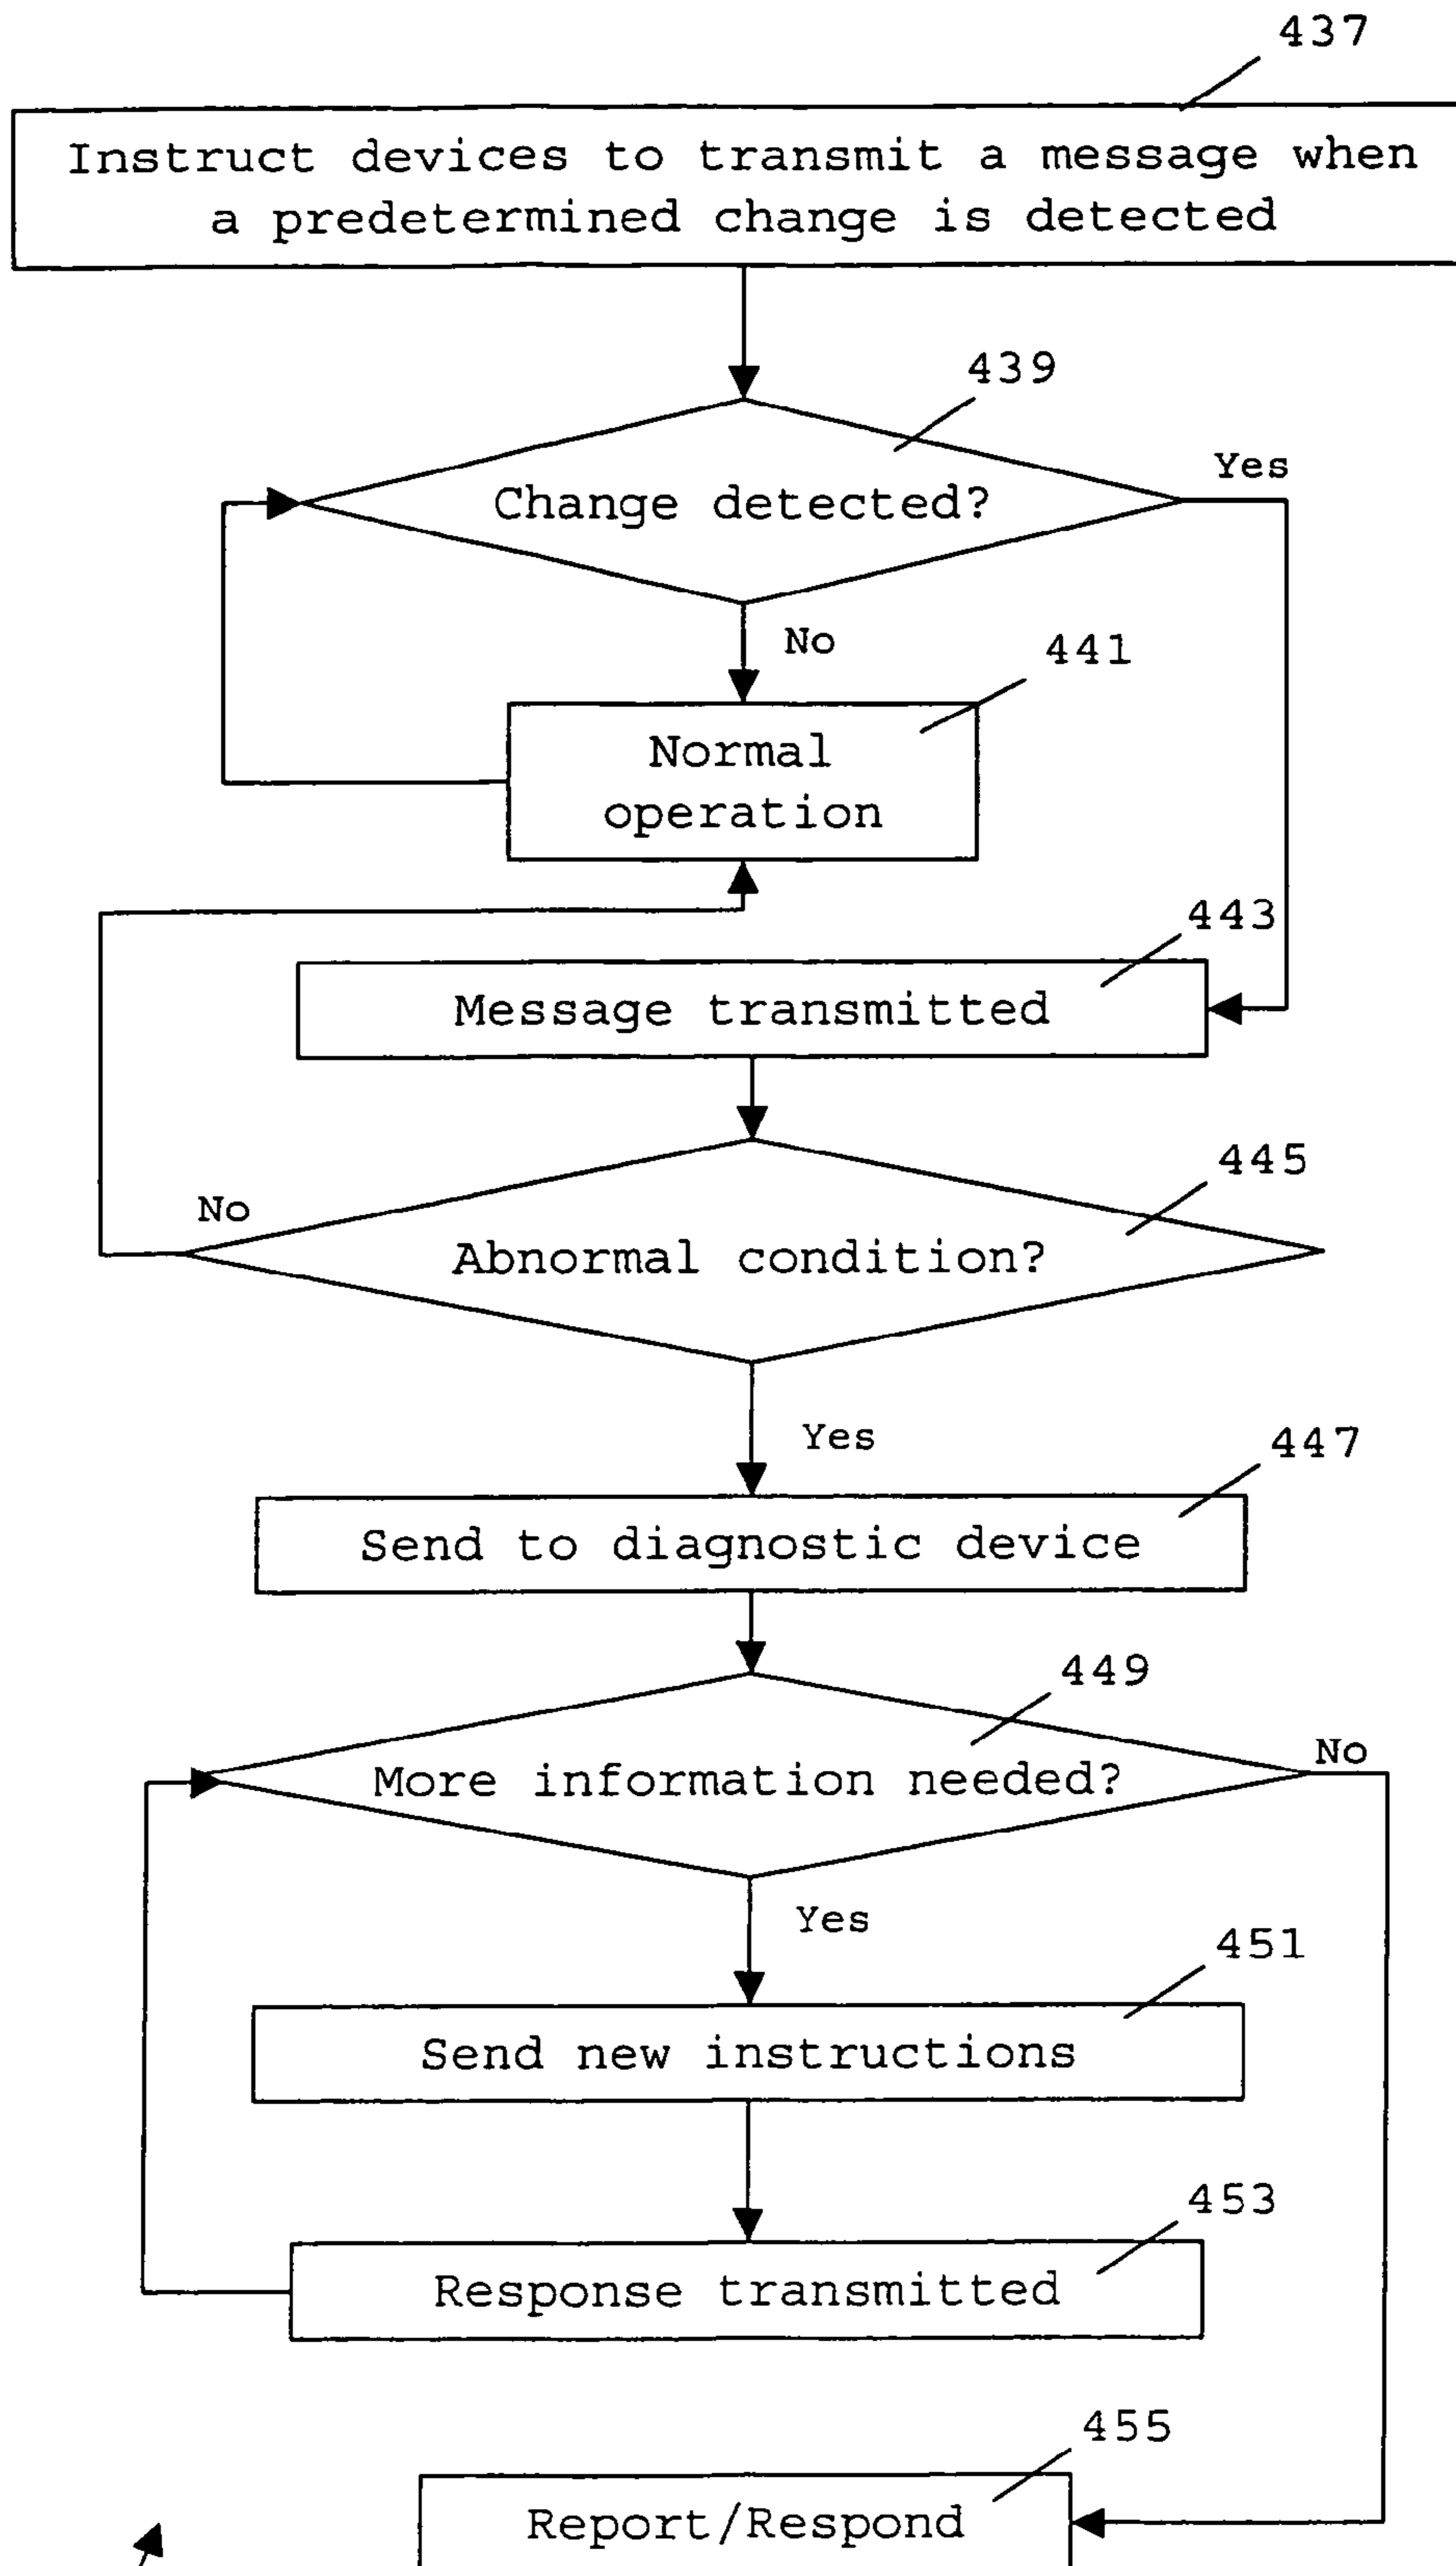 437
Instruct devices to transmit a message when
a predetermined change is detected
439
Yes
Change detected?
No
441
Normal
operation
443
Message transmitted
445
No
Abnormal condition?
Yes
447
Send to diagnostic device
449
No
More information needed?
Yes
451
Send new instructions
453
Response transmitted
455
Report/Respond